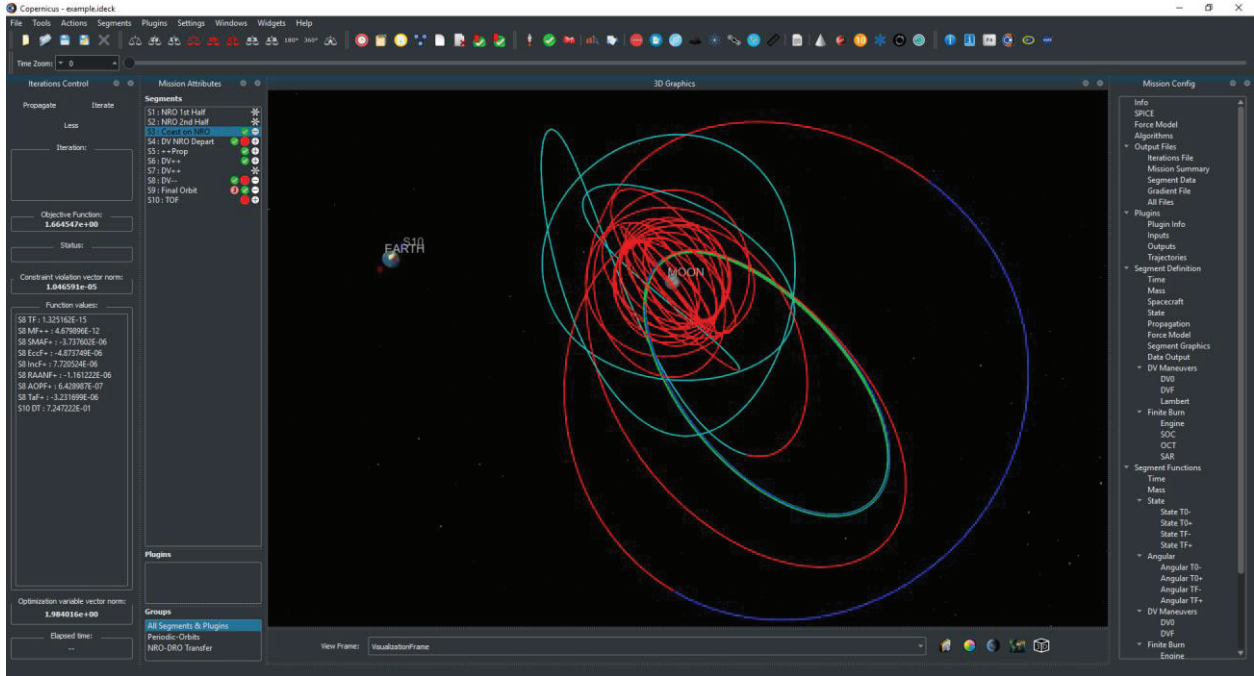 Copernicus - example.ideck
File Tools Actions Segments Plugins Settings Windows Widgets Help
180° 360°
10
Time Zoom: 0
Iterations Control
Propagate Iterate
Less
Iteration:
Objective Function:
1.664547e+00
Status:
Constraint violation vector norm:
1.046591e-05
Function values:
S8 TF : 1.325162E-15
S8 MF++ : 4.679896E-12
S8 SMAF+ : -3.737602E-06
S8 EccF+ : -4.873749E-06
S8 IncF+ : 7.720524E-06
S8 RAANF+ : -1.161222E-06
S8 AOPF+ : 6.428987E-07
S8 TaF+ : -3.231699E-06
S10 DT : 7.247222E-01
Optimization variable vector norm:
1.984016e+00
Elapsed time:
--
Mission Attributes
Segments
S1 : NRO 1st Half
S2 : NRO 2nd Half
S3 : Coast on NRO
S4 : DV NRO Depart
S5 : ++Prop
S6 : DV++
S7 : DV++
S8 : DV--
S9 : Final Orbit
S10 : TOF
Plugins
Groups
All Segments & Plugins
Periodic-Orbits
NRO-DRO Transfer
3D Graphics
S10
EARTH
MOON
View Frame: VisualizationFrame
3D
Mission Config
Info
SPICE
Force Model
Algorithms
Output Files
Iterations File
Mission Summary
Segment Data
Gradient File
All Files
Plugins
Plugin Info
Inputs
Outputs
Trajectories
Segment Definition
Time
Mass
Spacecraft
State
Propagation
Force Model
Segment Graphics
Data Output
DV Maneuvers
DV0
DVF
Lambert
Finite Burn
Engine
SOC
OCT
SAR
Segment Functions
Time
Mass
State
State T0-
State T0+
State TF-
State TF+
Angular
Angular T0-
Angular T0+
Angular TF-
Angular TF+
DV Maneuvers
DV0
DVF
Finite Burn
Engine